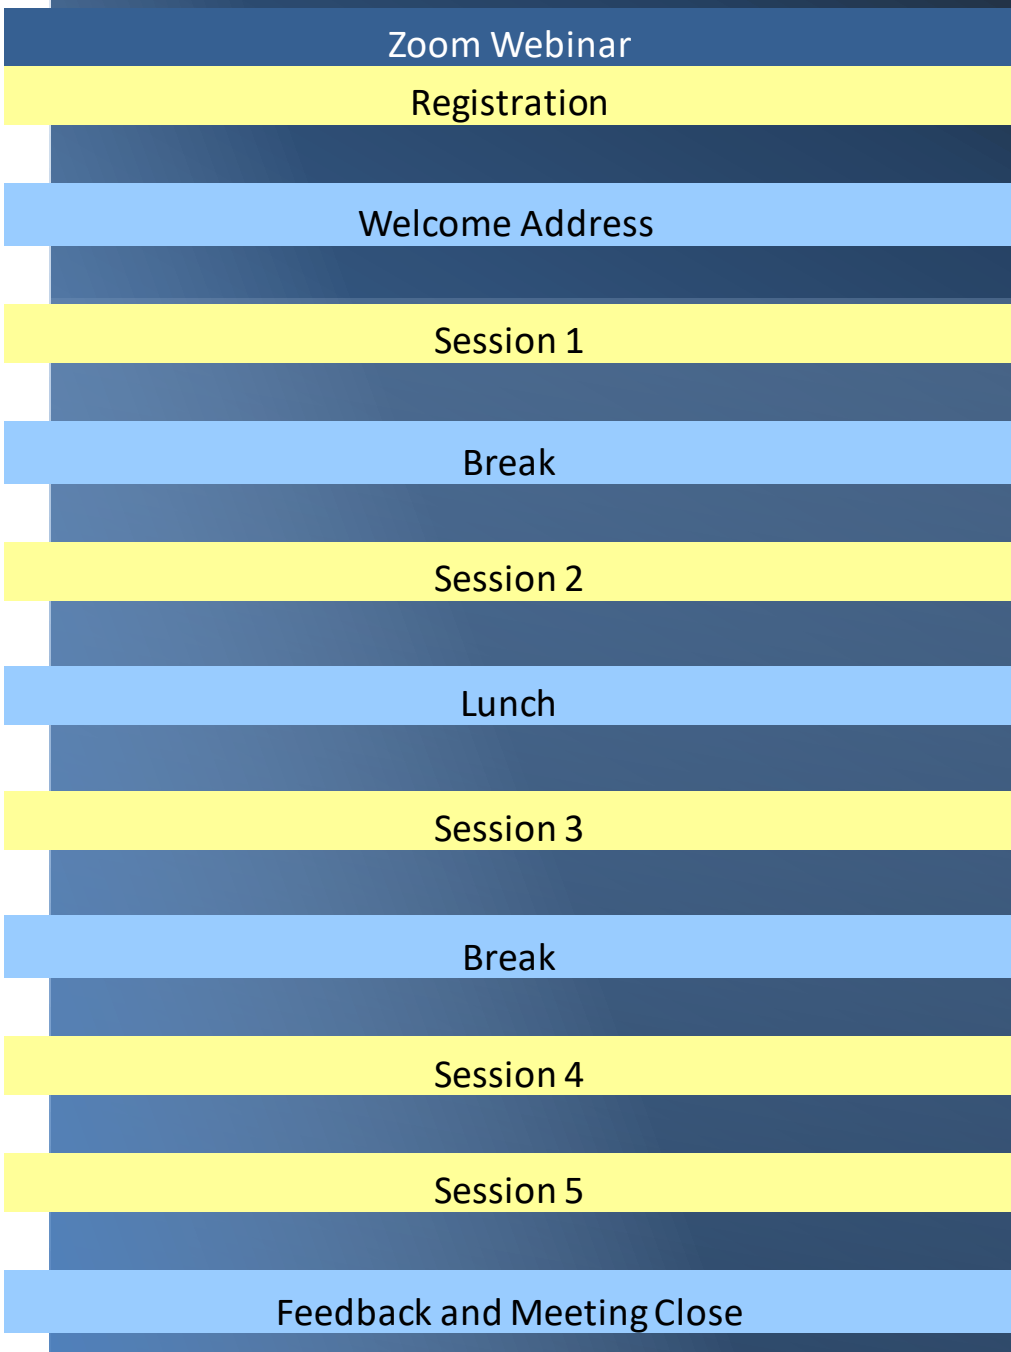 Zoom Webinar
Registration
Welcome Address
Session 1
Break
Session 2
Lunch
Session 3
Break
Session 4
Session 5
Feedback and Meeting Close